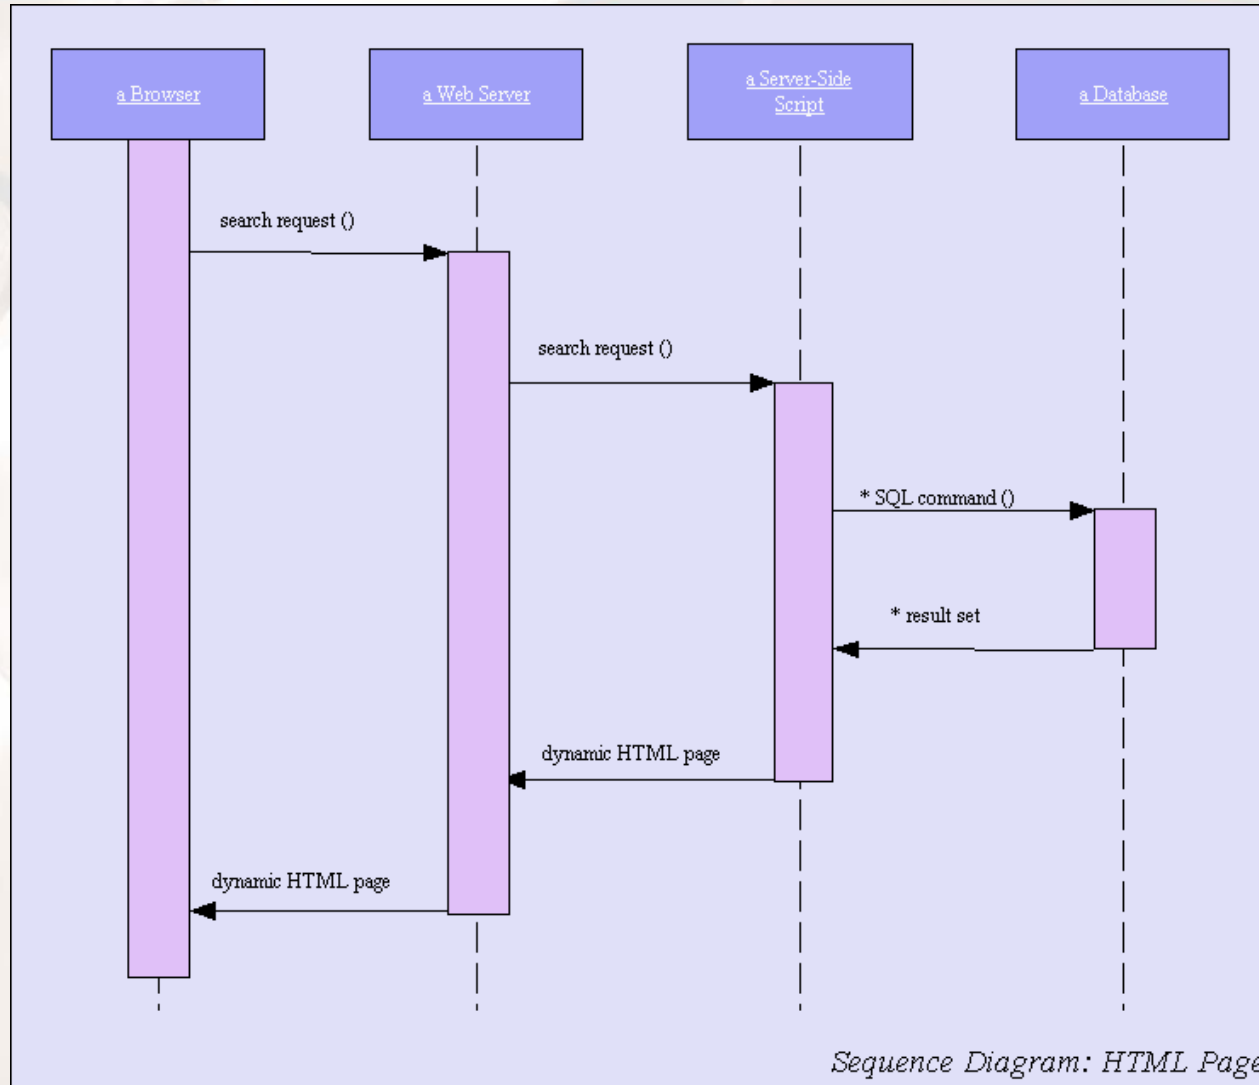 a Browser
a Web Server
a Server-Side
Script
a Database
search request ()
search request ()
* SQL command ()
* result set
dynamic HTML page
dynamic HTML page
Sequence Diagram: HTML Page